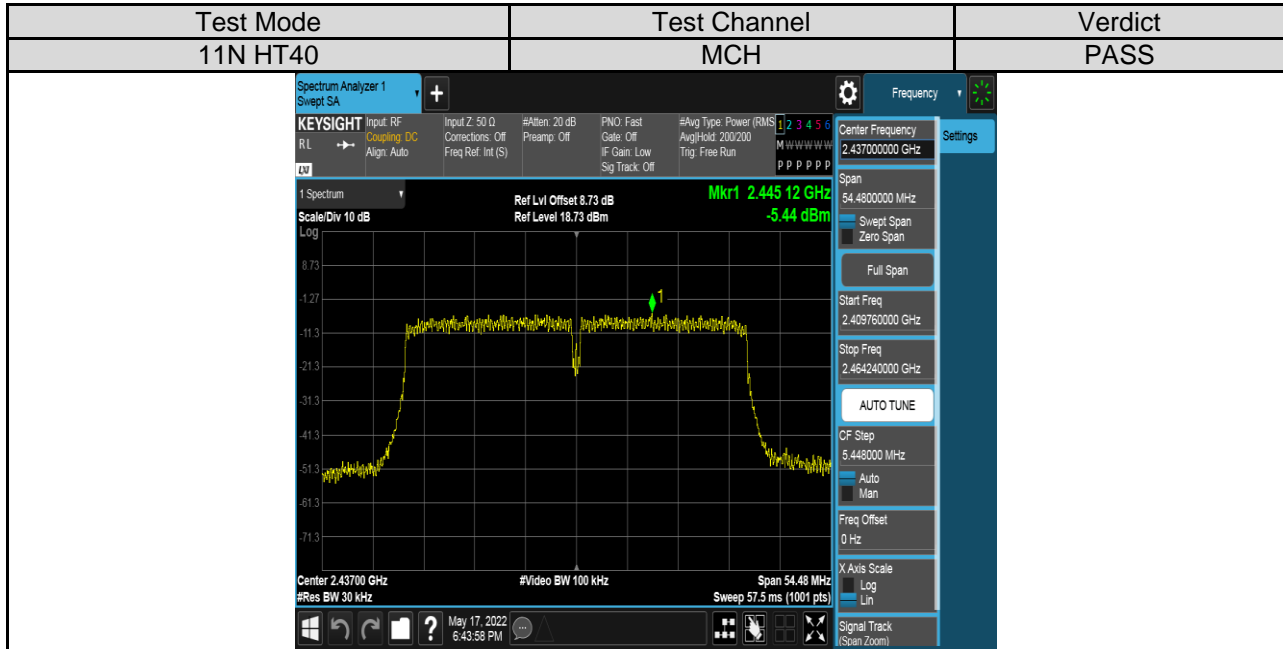 Test Mode Test Channel Verdict
11N HT40 MCH PASS
Spectrum Analyzer 1
Swept SA
+
Frequency
KEYSIGHT
RL
LXI
Input: RF
Coupling: DC
Align: Auto
Input Z: 50 Ω
Corrections: Off
Freq Ref: Int (S)
#Atten: 20 dB
Preamp: Off
PNO: Fast
Gate: Off
IF Gain: Low
Sig Track: Off
#Avg Type: Power (RMS
Avg|Hold: 200/200
Trig: Free Run
1 2 3 4 5 6
M W W W W W
P P P P P P
1 Spectrum
Scale/Div 10 dB
Ref Lvl Offset 8.73 dB
Ref Level 18.73 dBm
Mkr1 2.445 12 GHz
-5.44 dBm
Log
8.73
-1.27
-11.3
-21.3
-31.3
-41.3
-51.3
-61.3
-71.3
1
Center 2.43700 GHz
#Res BW 30 kHz
#Video BW 100 kHz
Span 54.48 MHz
Sweep 57.5 ms (1001 pts)
?
May 17, 2022
6:43:58 PM
Center Frequency
2.437000000 GHz
Settings
Span
54.4800000 MHz
Swept Span
Zero Span
Full Span
Start Freq
2.409760000 GHz
Stop Freq
2.464240000 GHz
AUTO TUNE
CF Step
5.448000 MHz
Auto
Man
Freq Offset
0 Hz
X Axis Scale
Log
Lin
Signal Track
(Span Zoom)